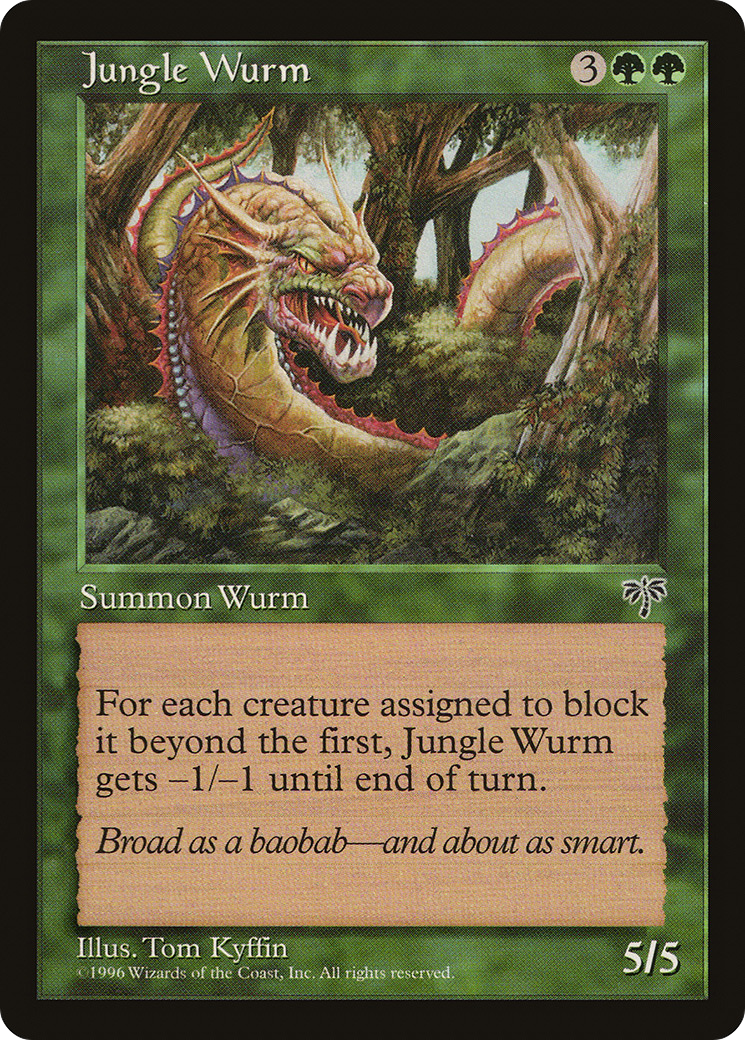 Jungle Wurm
3
Summon Wurm
For each creature assigned to block
it beyond the first, Jungle Wurm
gets –1/–1 until end of turn.
Broad as a baobab—and about as smart.
Illus. Tom Kyffin
©1996 Wizards of the Coast, Inc. All rights reserved.
5/5